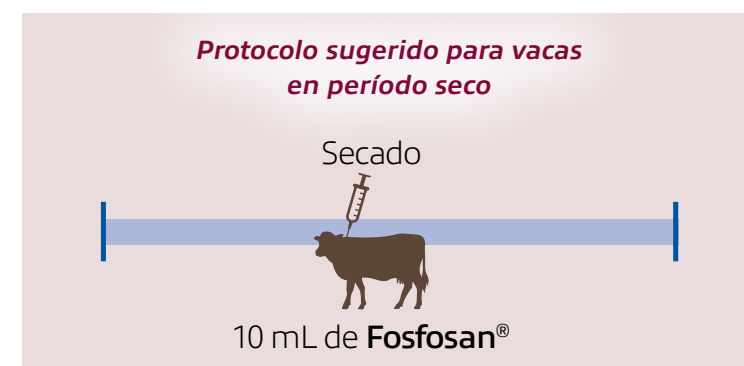 Protocolo sugerido para vacas
en período seco
Secado
10 mL de Fosfosan®